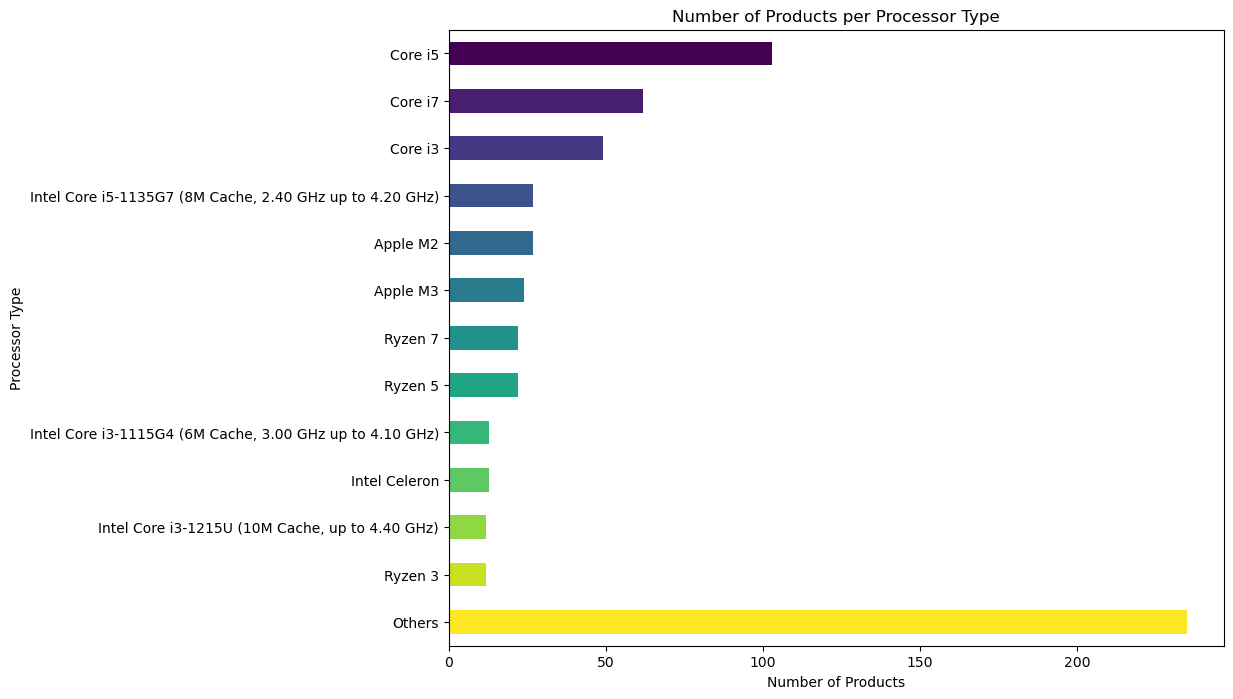 Number of Products per Processor Type
Core i5
Core i7
Core i3
Intel Core i5-1135G7 (8M Cache, 2.40 GHz up to 4.20 GHz)
Apple M2
Apple M3
Ryzen 7
Ryzen 5
Intel Core i3-1115G4 (6M Cache, 3.00 GHz up to 4.10 GHz)
Intel Celeron
Intel Core i3-1215U (10M Cache, up to 4.40 GHz)
Ryzen 3
Others
Processor Type
0 50 100 150 200
Number of Products